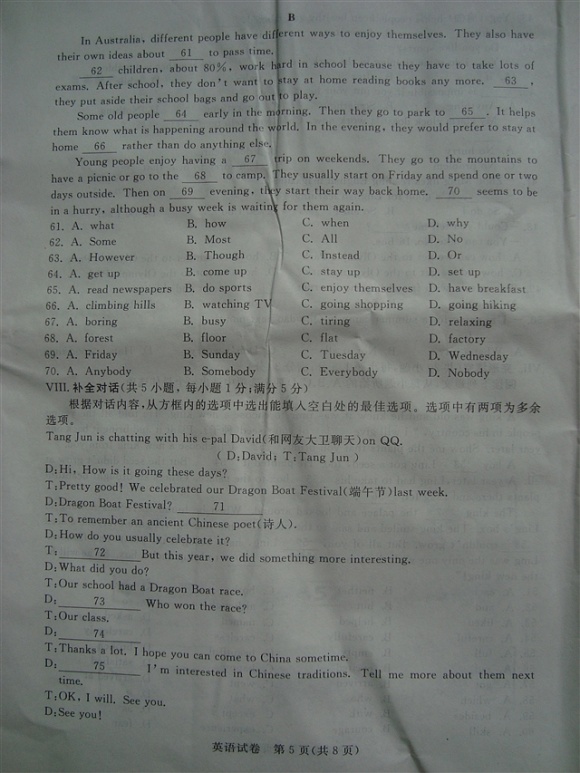 B
In Australia, different people have different ways to enjoy themselves. They also have
their own ideas about 61 to pass time.
62 children, about 80%, work hard in school because they have to take lots of
exams. After school, they don't want to stay at home reading books any more. 63 ,
they put aside their school bags and go out to play.
Some old people 64 early in the morning. Then they go to park to 65 . It helps
them know what is happening around the world. In the evening, they would prefer to stay at
home 66 rather than do anything else.
Young people enjoy having a 67 trip on weekends. They go to the mountains to
have a picnic or go to the 68 to camp. They usually start on Friday and spend one or two
days outside. Then on 69 evening, they start their way back home. 70 seems to be
in a hurry, although a busy week is waiting for them again.
61. A. what B. how C. when D. why
62. A. Some B. Most C. All D. No
63. A. However B. Though C. Instead D. Or
64. A. get up B. come up C. stay up D. set up
65. A. read newspapers B. do sports C. enjoy themselves D. have breakfast
66. A. climbing hills B. watching TV C. going shopping D. going hiking
67. A. boring B. busy C. tiring D. relaxing
68. A. forest B. floor C. flat D. factory
69. A. Friday B. Sunday C. Tuesday D. Wednesday
70. A. Anybody B. Somebody C. Everybody D. Nobody
VIII. 补全对话(共5小题,每小题1分;满分5分)
根据对话内容,从方框内的选项中选出能填入空白处的最佳选项。选项中有两项为多余
选项。
Tang Jun is chatting with his e-pal David(和网友大卫聊天)on QQ.
( D:David; T:Tang Jun )
D:Hi, How is it going these days?
T:Pretty good! We celebrated our Dragon Boat Festival(端午节)last week.
D:Dragon Boat Festival? 71
T:To remember an ancient Chinese poet(诗人).
D:How do you usually celebrate it?
T: 72 But this year, we did something more interesting.
D:What did you do?
T:Our school had a Dragon Boat race.
D: 73 Who won the race?
T:Our class.
D: 74
T:Thanks a lot. I hope you can come to China sometime.
D: 75 I'm interested in Chinese traditions. Tell me more about them next
time.
T:OK, I will. See you.
D:See you!
英语试卷 第5页(共8页)